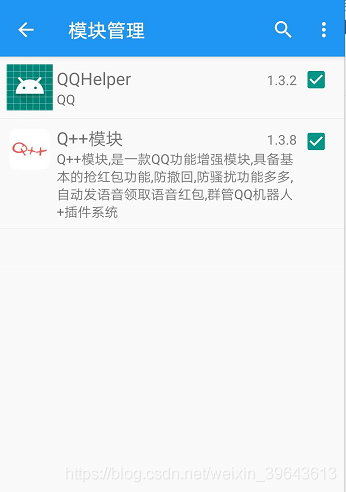 模块管理
QQHelper 1.3.2
QQ
Q++
Q++模块 1.3.8
Q++模块,是一款QQ功能增强模块,具备基
本的抢红包功能,防撤回,防骚扰功能多多,
自动发语音领取语音红包,群管QQ机器人
+插件系统
https://blog.csdn.net/weixin_39643613